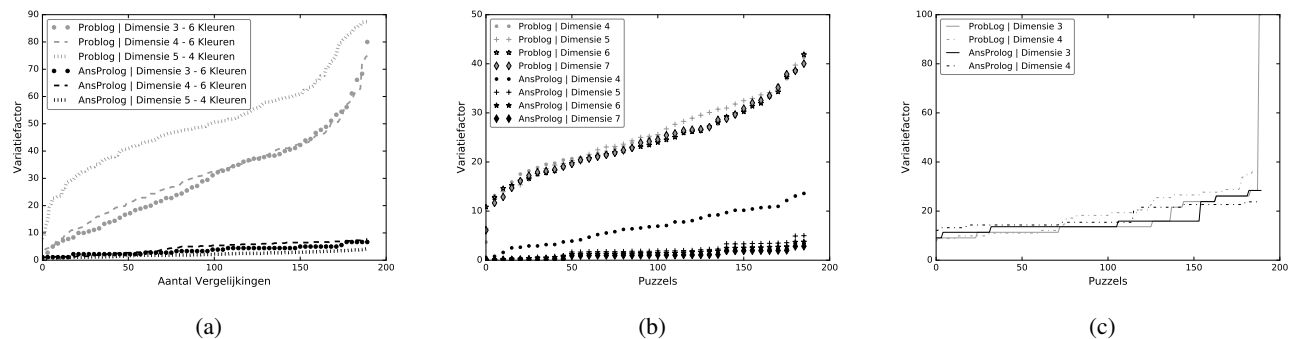 90
80
70
60
50
40
30
20
10
0
Variatiefactor
Problog | Dimensie 3 - 6 Kleuren
Problog | Dimensie 4 - 6 Kleuren
Problog | Dimensie 5 - 4 Kleuren
AnsProlog | Dimensie 3 - 6 Kleuren
AnsProlog | Dimensie 4 - 6 Kleuren
AnsProlog | Dimensie 5 - 4 Kleuren
0 50 100 150 200
Aantal Vergelijkingen
(a)
50
40
30
20
10
0
Variatiefactor
Problog | Dimensie 4
Problog | Dimensie 5
Problog | Dimensie 6
Problog | Dimensie 7
AnsProlog | Dimensie 4
AnsProlog | Dimensie 5
AnsProlog | Dimensie 6
AnsProlog | Dimensie 7
0 50 100 150 200
Puzzels
(b)
100
80
60
40
20
0
Variatiefactor
ProbLog | Dimensie 3
ProbLog | Dimensie 4
AnsProlog | Dimensie 3
AnsProlog | Dimensie 4
0 50 100 150 200
Puzzels
(c)